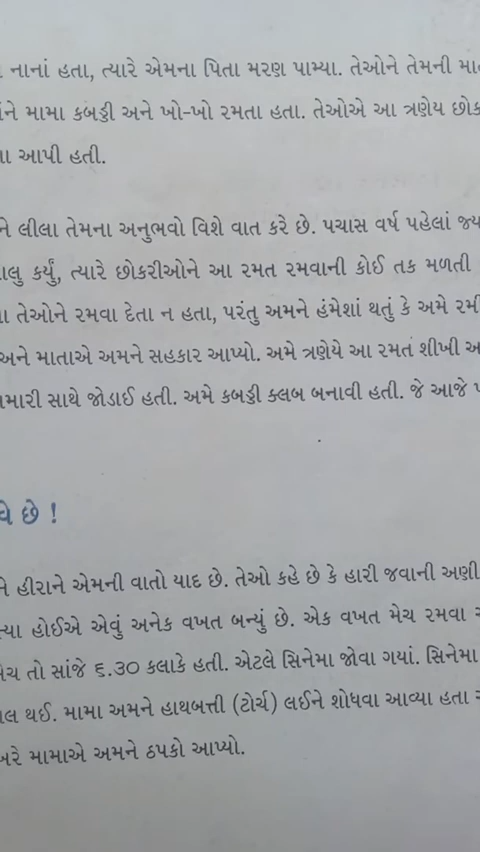 નાનાં હતા, ત્યારે એમના પિતા મરણ પામ્યા. તેઓને તેમની
મામા કબડ્ડી અને ખો-ખો રમતા હતા. તેઓએ આ ત્રણેય
આપી હતી.
લીલા તેમના અનુભવો વિશે વાત કરે છે. પચાસ વર્ષ પહેલાં
કર્યું, ત્યારે છોકરીઓને આ રમત રમવાની કોઈ તક મળતી
તેઓને રમવા દેતા ન હતા, પરંતુ અમને હંમેશાં થતું કે અમે
અને માતાએ અમને સહકાર આપ્યો. અમે ત્રણેયે આ રમત શીખી
સાથે જોડાઈ હતી. અમે કબડ્ડી ક્લબ બનાવી હતી. જે આજે
છે !
હીરાને એમની વાતો યાદ છે. તેઓ કહે છે કે હારી જવાની
હોઈએ એવું અનેક વખત બન્યું છે. એક વખત મેચ રમવા
તો સાંજે ૬.૩૦ કલાકે હતી. એટલે સિનેમા જોવા ગયાં. સિનેમા
થઈ. મામા અમને હાથબત્તી (ટોર્ચ) લઈને શોધવા આવ્યા હતા
મામાએ અમને ઠપકો આપ્યો.